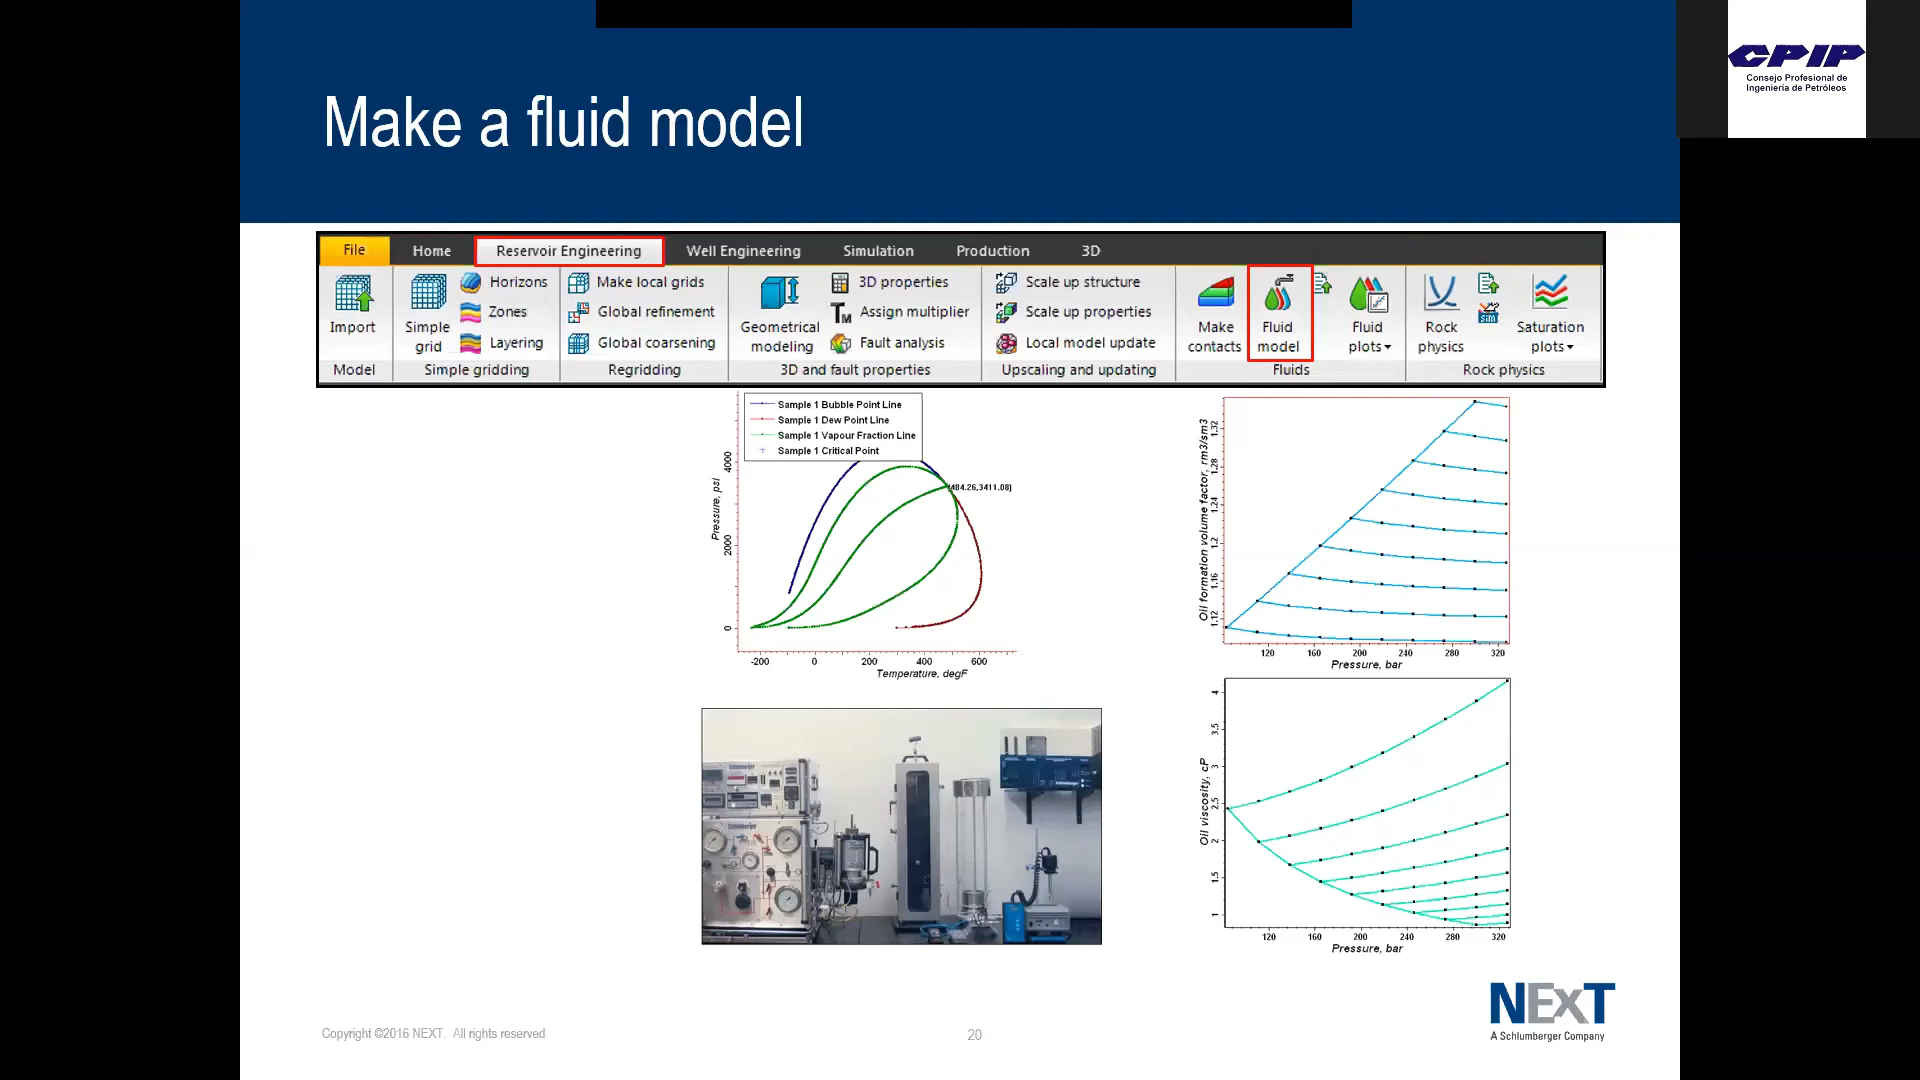 CPIP
Consejo Profesional de
Ingeniería de Petróleos
Make a fluid model
File Home Reservoir Engineering Well Engineering Simulation Production 3D
Import
Model
Simple grid
Horizons
Zones
Layering
Simple gridding
Make local grids
Global refinement
Global coarsening
Regridding
Geometrical modeling
3D properties
Assign multiplier
Fault analysis
3D and fault properties
Scale up structure
Scale up properties
Local model update
Upscaling and updating
Make contacts
Fluid model
Fluid plots
Fluids
Rock physics
sim
Saturation plots
Rock physics
Sample 1 Bubble Point Line
Sample 1 Dew Point Line
Sample 1 Vapour Fraction Line
Sample 1 Critical Point
(484.26,3411.08)
Pressure, psi
0 2000 4000
-200 0 200 400 600
Temperature, degF
Oil formation volume factor, rm3/sm3
1.12 1.16 1.2 1.24 1.28 1.32
120 160 200 240 280 320
Pressure, bar
Schlumberger
Schlumberger
Oil viscosity, cP
1 1.5 2 2.5 3 3.5 4
120 160 200 240 280 320
Pressure, bar
Copyright ©2016 NEXT. All rights reserved
20
NEXT
A Schlumberger Company